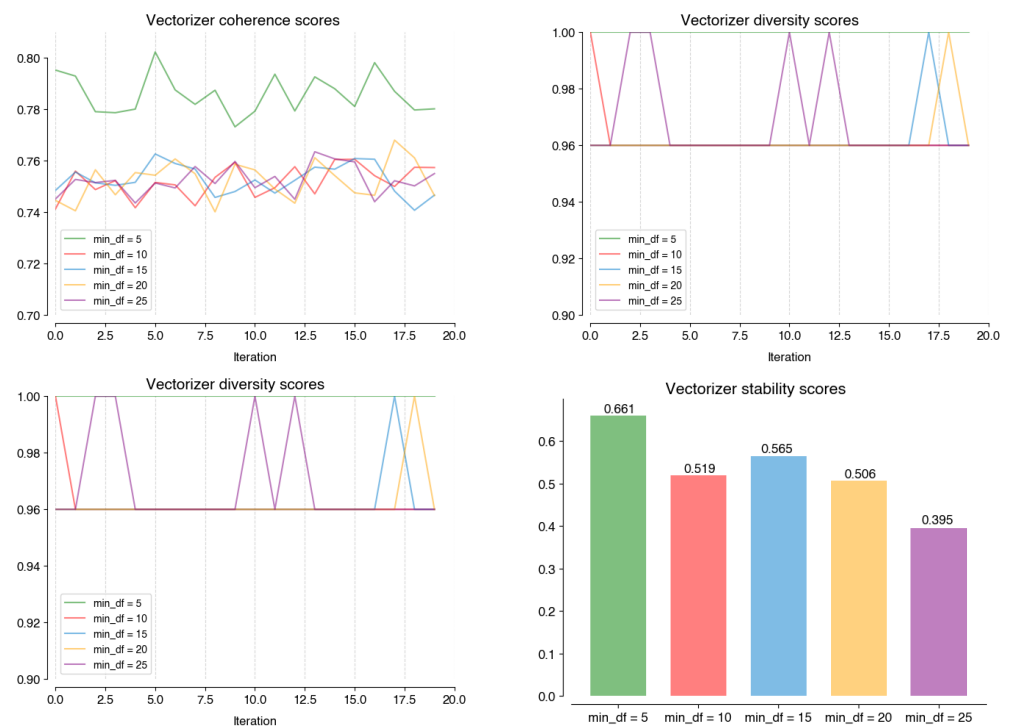 Vectorizer coherence scores
0.80
0.78
0.76
0.74
0.72
0.70
min_df = 5
min_df = 10
min_df = 15
min_df = 20
min_df = 25
0.0 2.5 5.0 7.5 10.0 12.5 15.0 17.5 20.0
Iteration
Vectorizer diversity scores
1.00
0.98
0.96
0.94
0.92
0.90
min_df = 5
min_df = 10
min_df = 15
min_df = 20
min_df = 25
0.0 2.5 5.0 7.5 10.0 12.5 15.0 17.5 20.0
Iteration
Vectorizer diversity scores
1.00
0.98
0.96
0.94
0.92
0.90
min_df = 5
min_df = 10
min_df = 15
min_df = 20
min_df = 25
0.0 2.5 5.0 7.5 10.0 12.5 15.0 17.5 20.0
Iteration
Vectorizer stability scores
0.6
0.5
0.4
0.3
0.2
0.1
0.0
0.661
0.519
0.565
0.506
0.395
min_df = 5 min_df = 10 min_df = 15 min_df = 20 min_df = 25